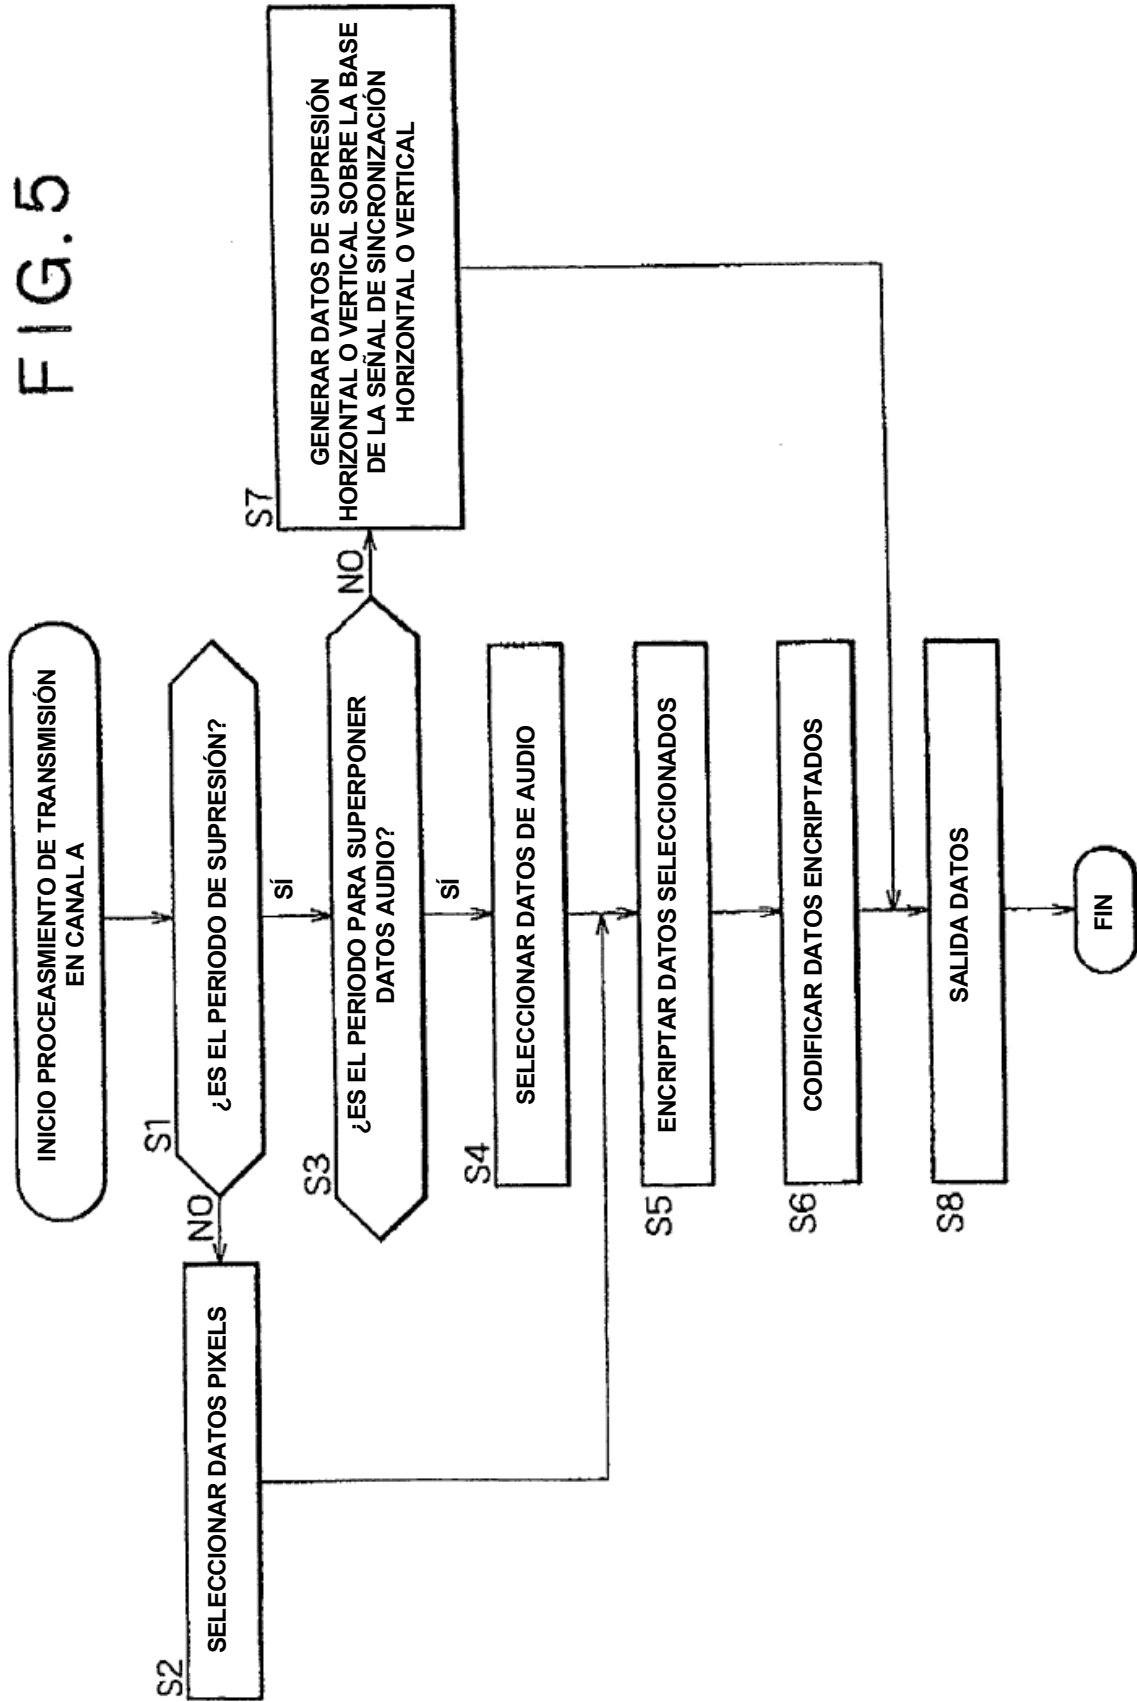 FIG. 5
INICIO PROCEASMIENTO DE TRANSMISIÓN
EN CANAL A
S1
¿ES EL PERIODO DE SUPRESIÓN?
NO
SÍ
S2
SELECCIONAR DATOS PIXELS
S3
¿ES EL PERIODO PARA SUPERPONER
DATOS AUDIO?
NO
SÍ
S7
GENERAR DATOS DE SUPRESIÓN
HORIZONTAL O VERTICAL SOBRE LA BASE
DE LA SEÑAL DE SINCRONIZACIÓN
HORIZONTAL O VERTICAL
S4
SELECCIONAR DATOS DE AUDIO
S5
ENCRIPTAR DATOS SELECCIONADOS
S6
CODIFICAR DATOS ENCRIPTADOS
S8
SALIDA DATOS
FIN